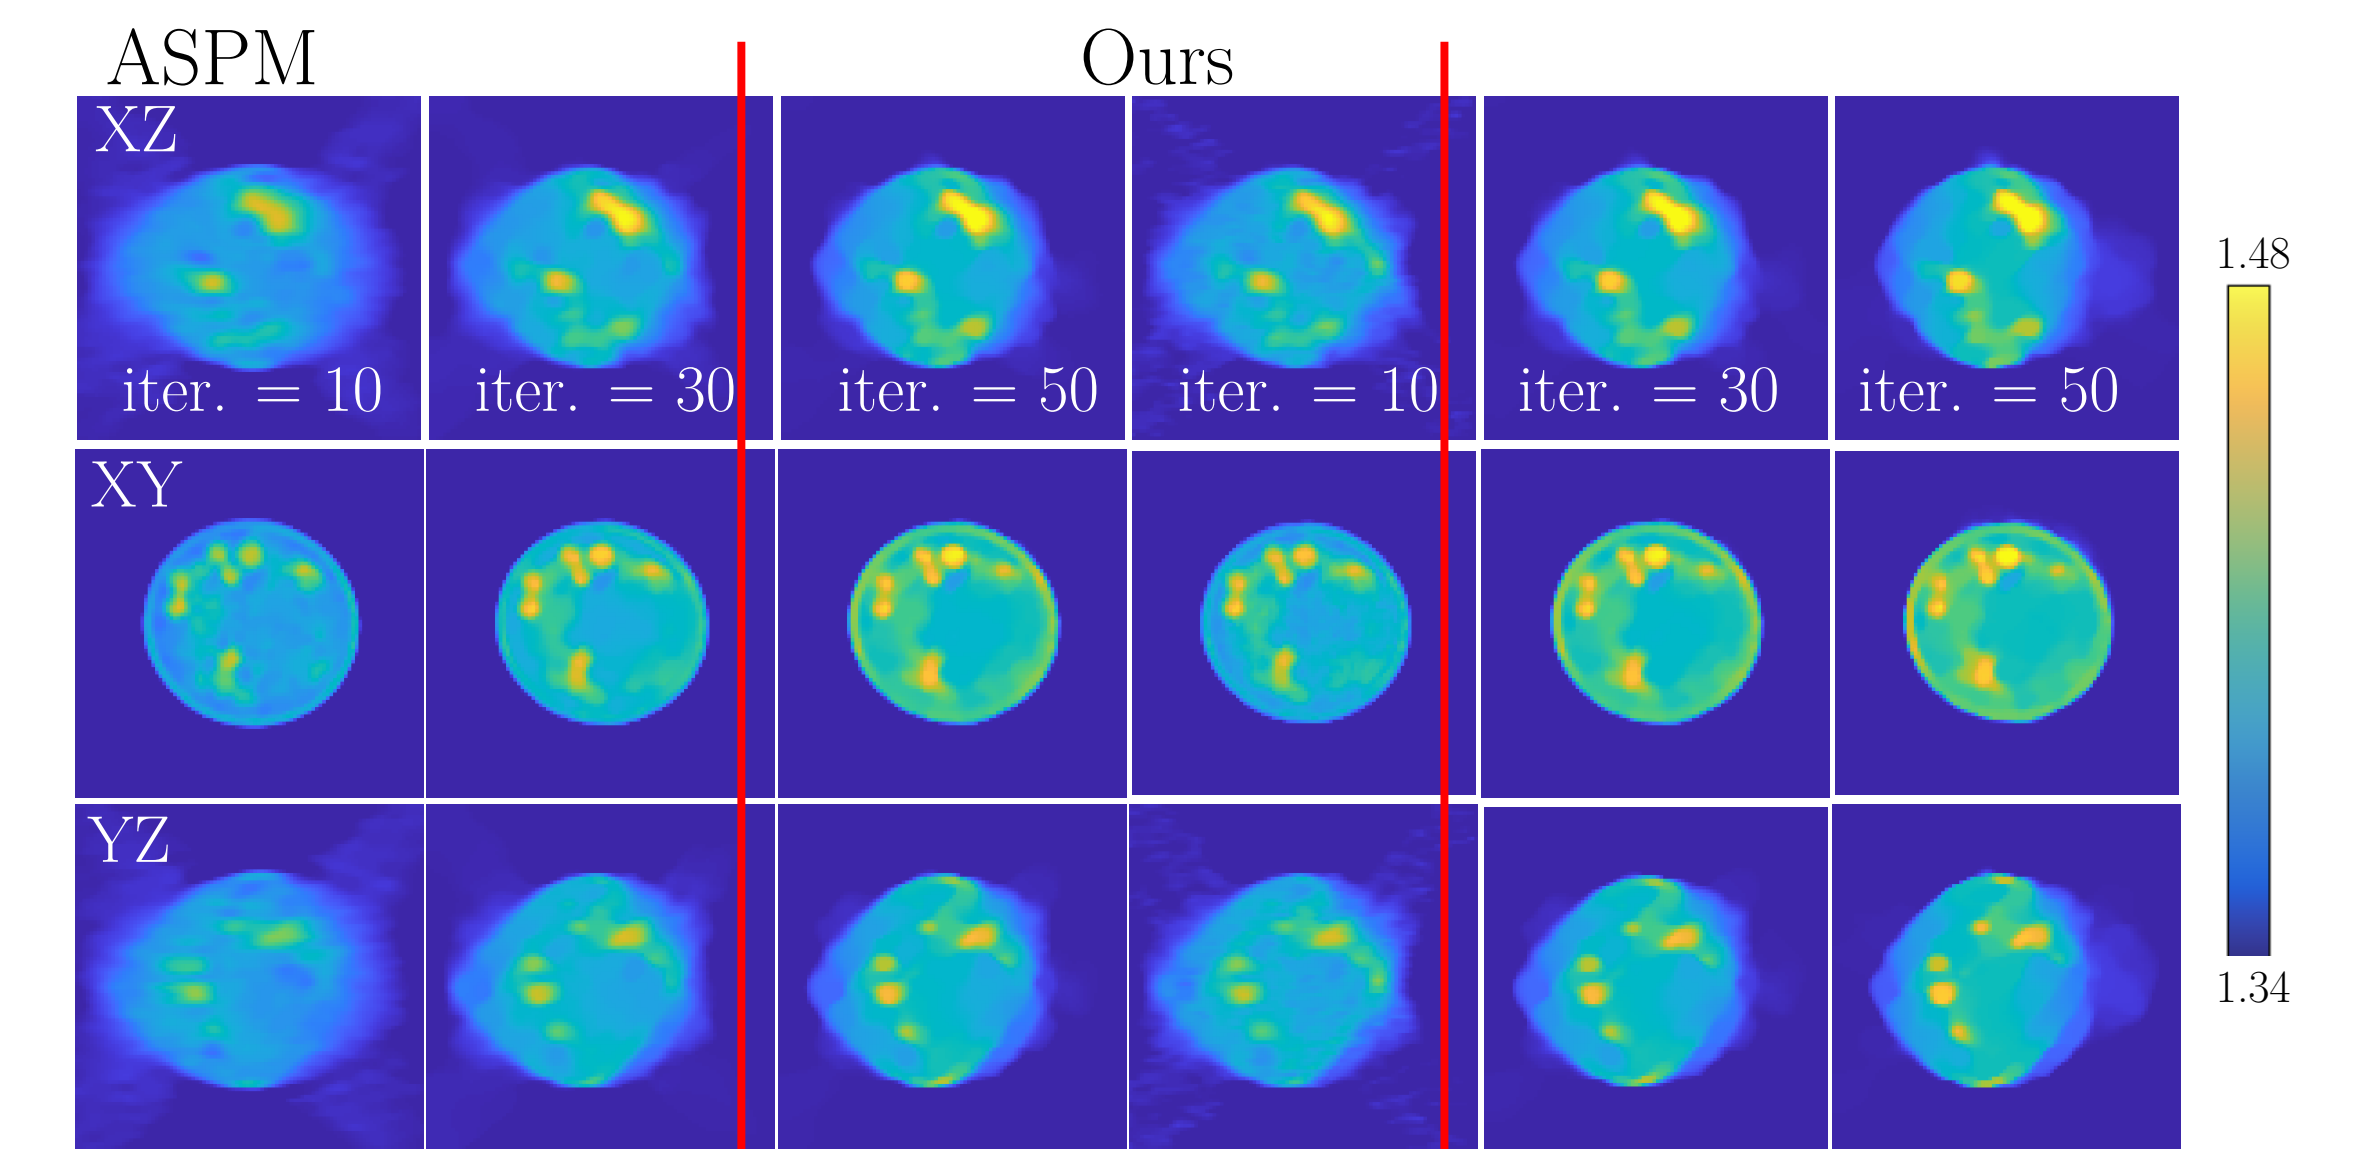 ASPM
Ours
XZ
iter. = 10
iter. = 30
iter. = 50
iter. = 10
iter. = 30
iter. = 50
XY
YZ
1.48
1.34